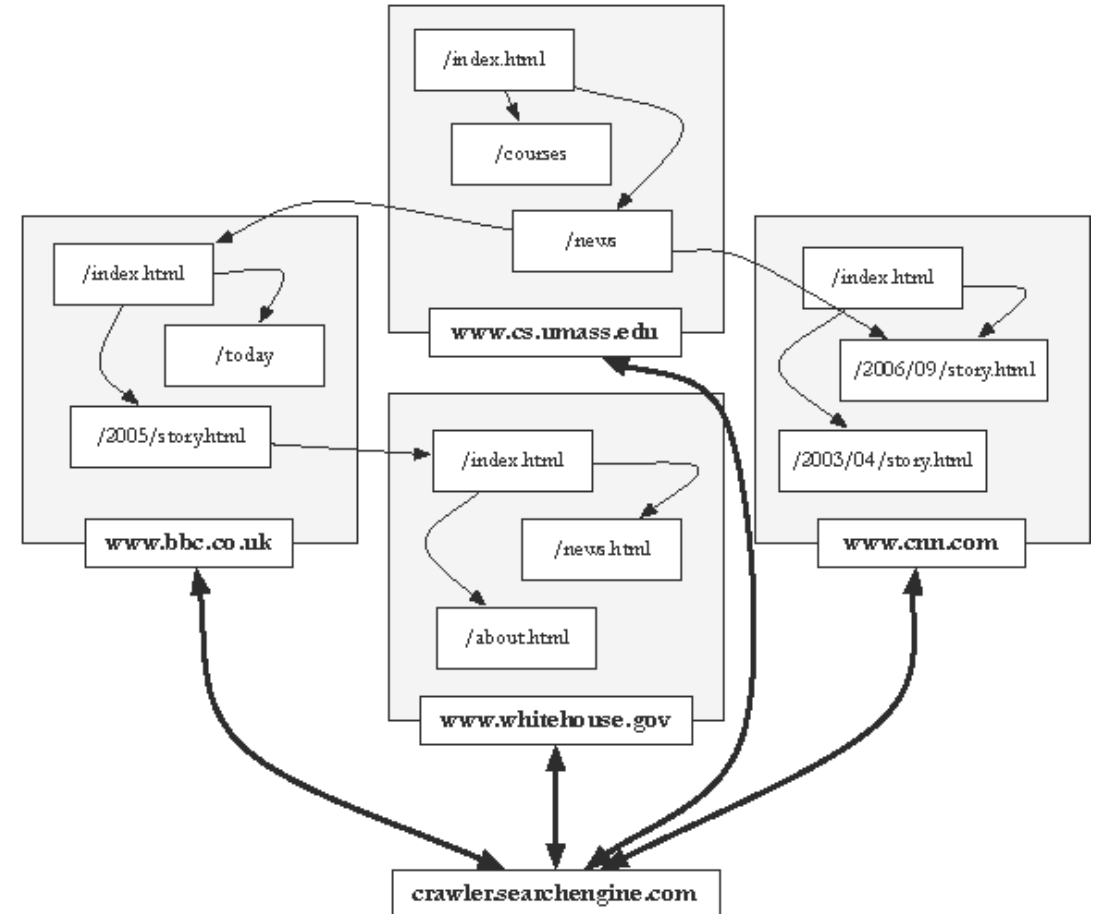 /index.html
/courses
/news
www.cs.umass.edu
/index.html
/today
/2005/story.html
www.bbc.co.uk
/index.html
/2006/09/story.html
/2003/04/story.html
www.cnn.com
/index.html
/news.html
/about.html
www.whitehouse.gov
crawler.searchengine.com